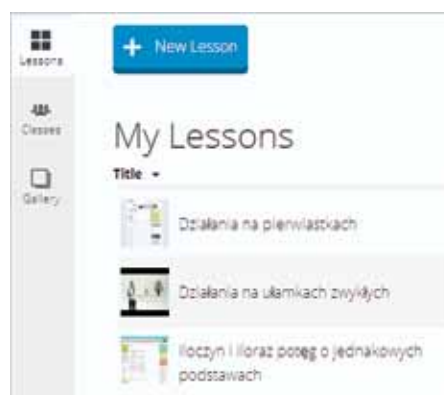 Lessons
+ New Lesson
Classes
Gallery
My Lessons
Title
Działania na pierwiastkach
Działania na ułamkach zwykłych
Iloczyn i iloraz potęg o jednakowych
podstawach